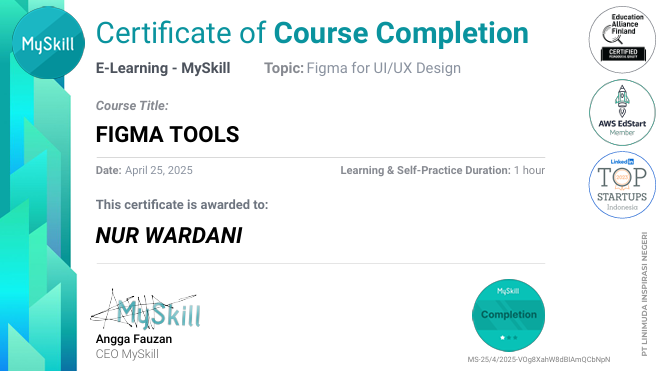 MySkill
Certificate of Course Completion
E-Learning - MySkill Topic: Figma for UI/UX Design
Course Title:
FIGMA TOOLS
Date: April 25, 2025 Learning & Self-Practice Duration: 1 hour
This certificate is awarded to:
NUR WARDANI
MySkill
Angga Fauzan
CEO MySkill
MySkill
Completion
MS-25/4/2025-VOg8XahW8dBIAmQCbNpN
Education
Alliance
Finland
CERTIFIED
AWS EdStart
Member
LinkedIn
TOP
STARTUPS
Indonesia
PT LINIMUDA INSPIRASI NEGERI